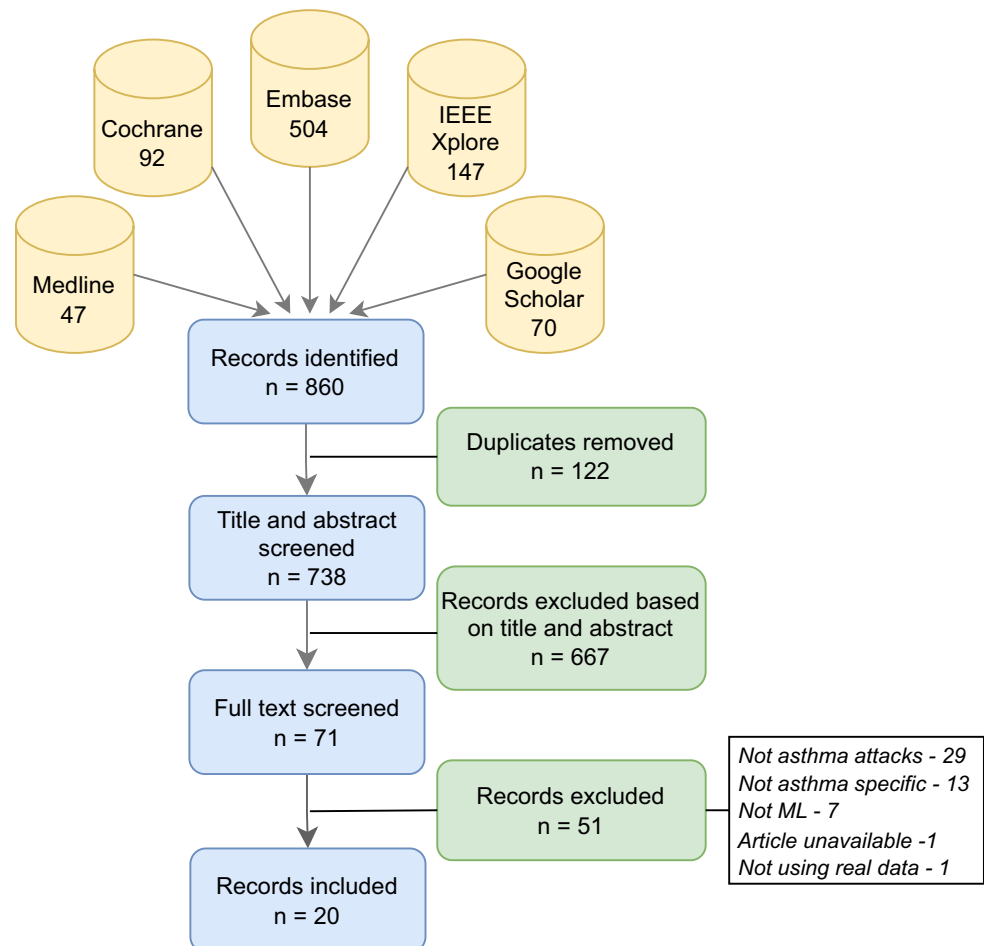 Embase
504
Cochrane
92
IEEE
Xplore
147
Medline
47
Google
Scholar
70
Records identified
n = 860
Duplicates removed
n = 122
Title and abstract
screened
n = 738
Records excluded based
on title and abstract
n = 667
Full text screened
n = 71
Records excluded
n = 51
Not asthma attacks - 29
Not asthma specific - 13
Not ML - 7
Article unavailable -1
Not using real data - 1
Records included
n = 20